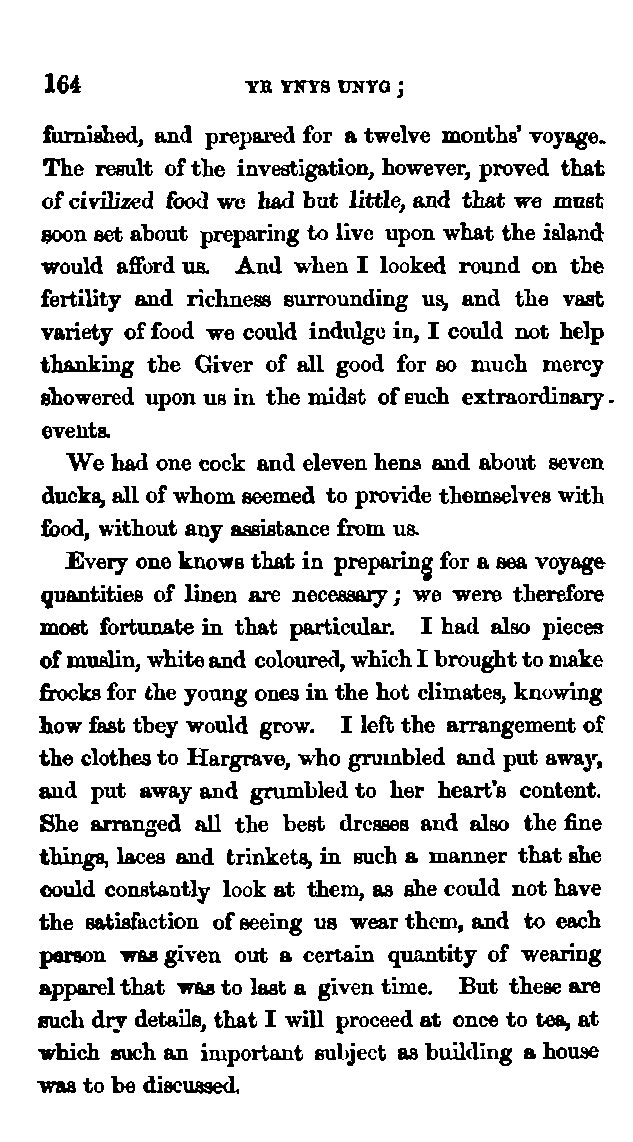 164 YR YNYS UNYG ;
furnished, and prepared for a twelve months' voyage.
The result of the investigation, however, proved that
of civilized food we had but little, and that we must
soon set about preparing to live upon what the island
would afford us. And when I looked round on the
fertility and richness surrounding us, and the vast
variety of food we could indulge in, I could not help
thanking the Giver of all good for so much mercy
showered upon us in the midst of such extraordinary.
events.
We had one cock and eleven hens and about seven
ducks, all of whom seemed to provide themselves with
food, without any assistance from us.
Every one knows that in preparing for a sea voyage
quantities of linen are necessary ; we were therefore
most fortunate in that particular. I had also pieces
of muslin, white and coloured, which I brought to make
frocks for the young ones in the hot climates, knowing
how fast they would grow. I left the arrangement of
the clothes to Hargrave, who grumbled and put away,
and put away and grumbled to her heart's content.
She arranged all the best dresses and also the fine
things, laces and trinkets, in such a manner that she
could constantly look at them, as she could not have
the satisfaction of seeing us wear them, and to each
person was given out a certain quantity of wearing
apparel that was to last a given time. But these are
such dry details, that I will proceed at once to tea, at
which such an important subject as building a house
was to be discussed.